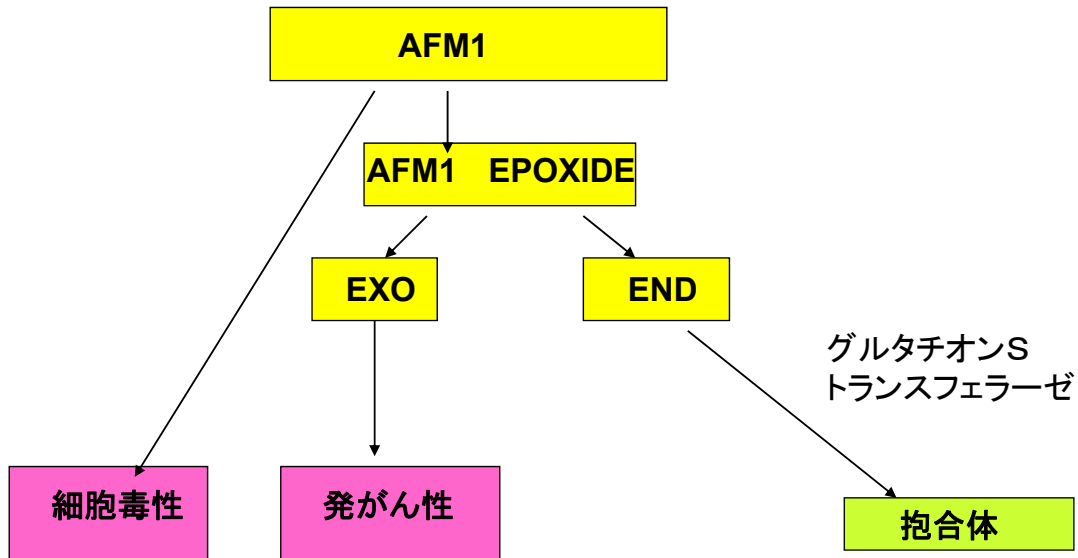 AFM1
AFM1 EPOXIDE
EXO
END
グルタチオンS
トランスフェラーゼ
細胞毒性
発がん性
抱合体